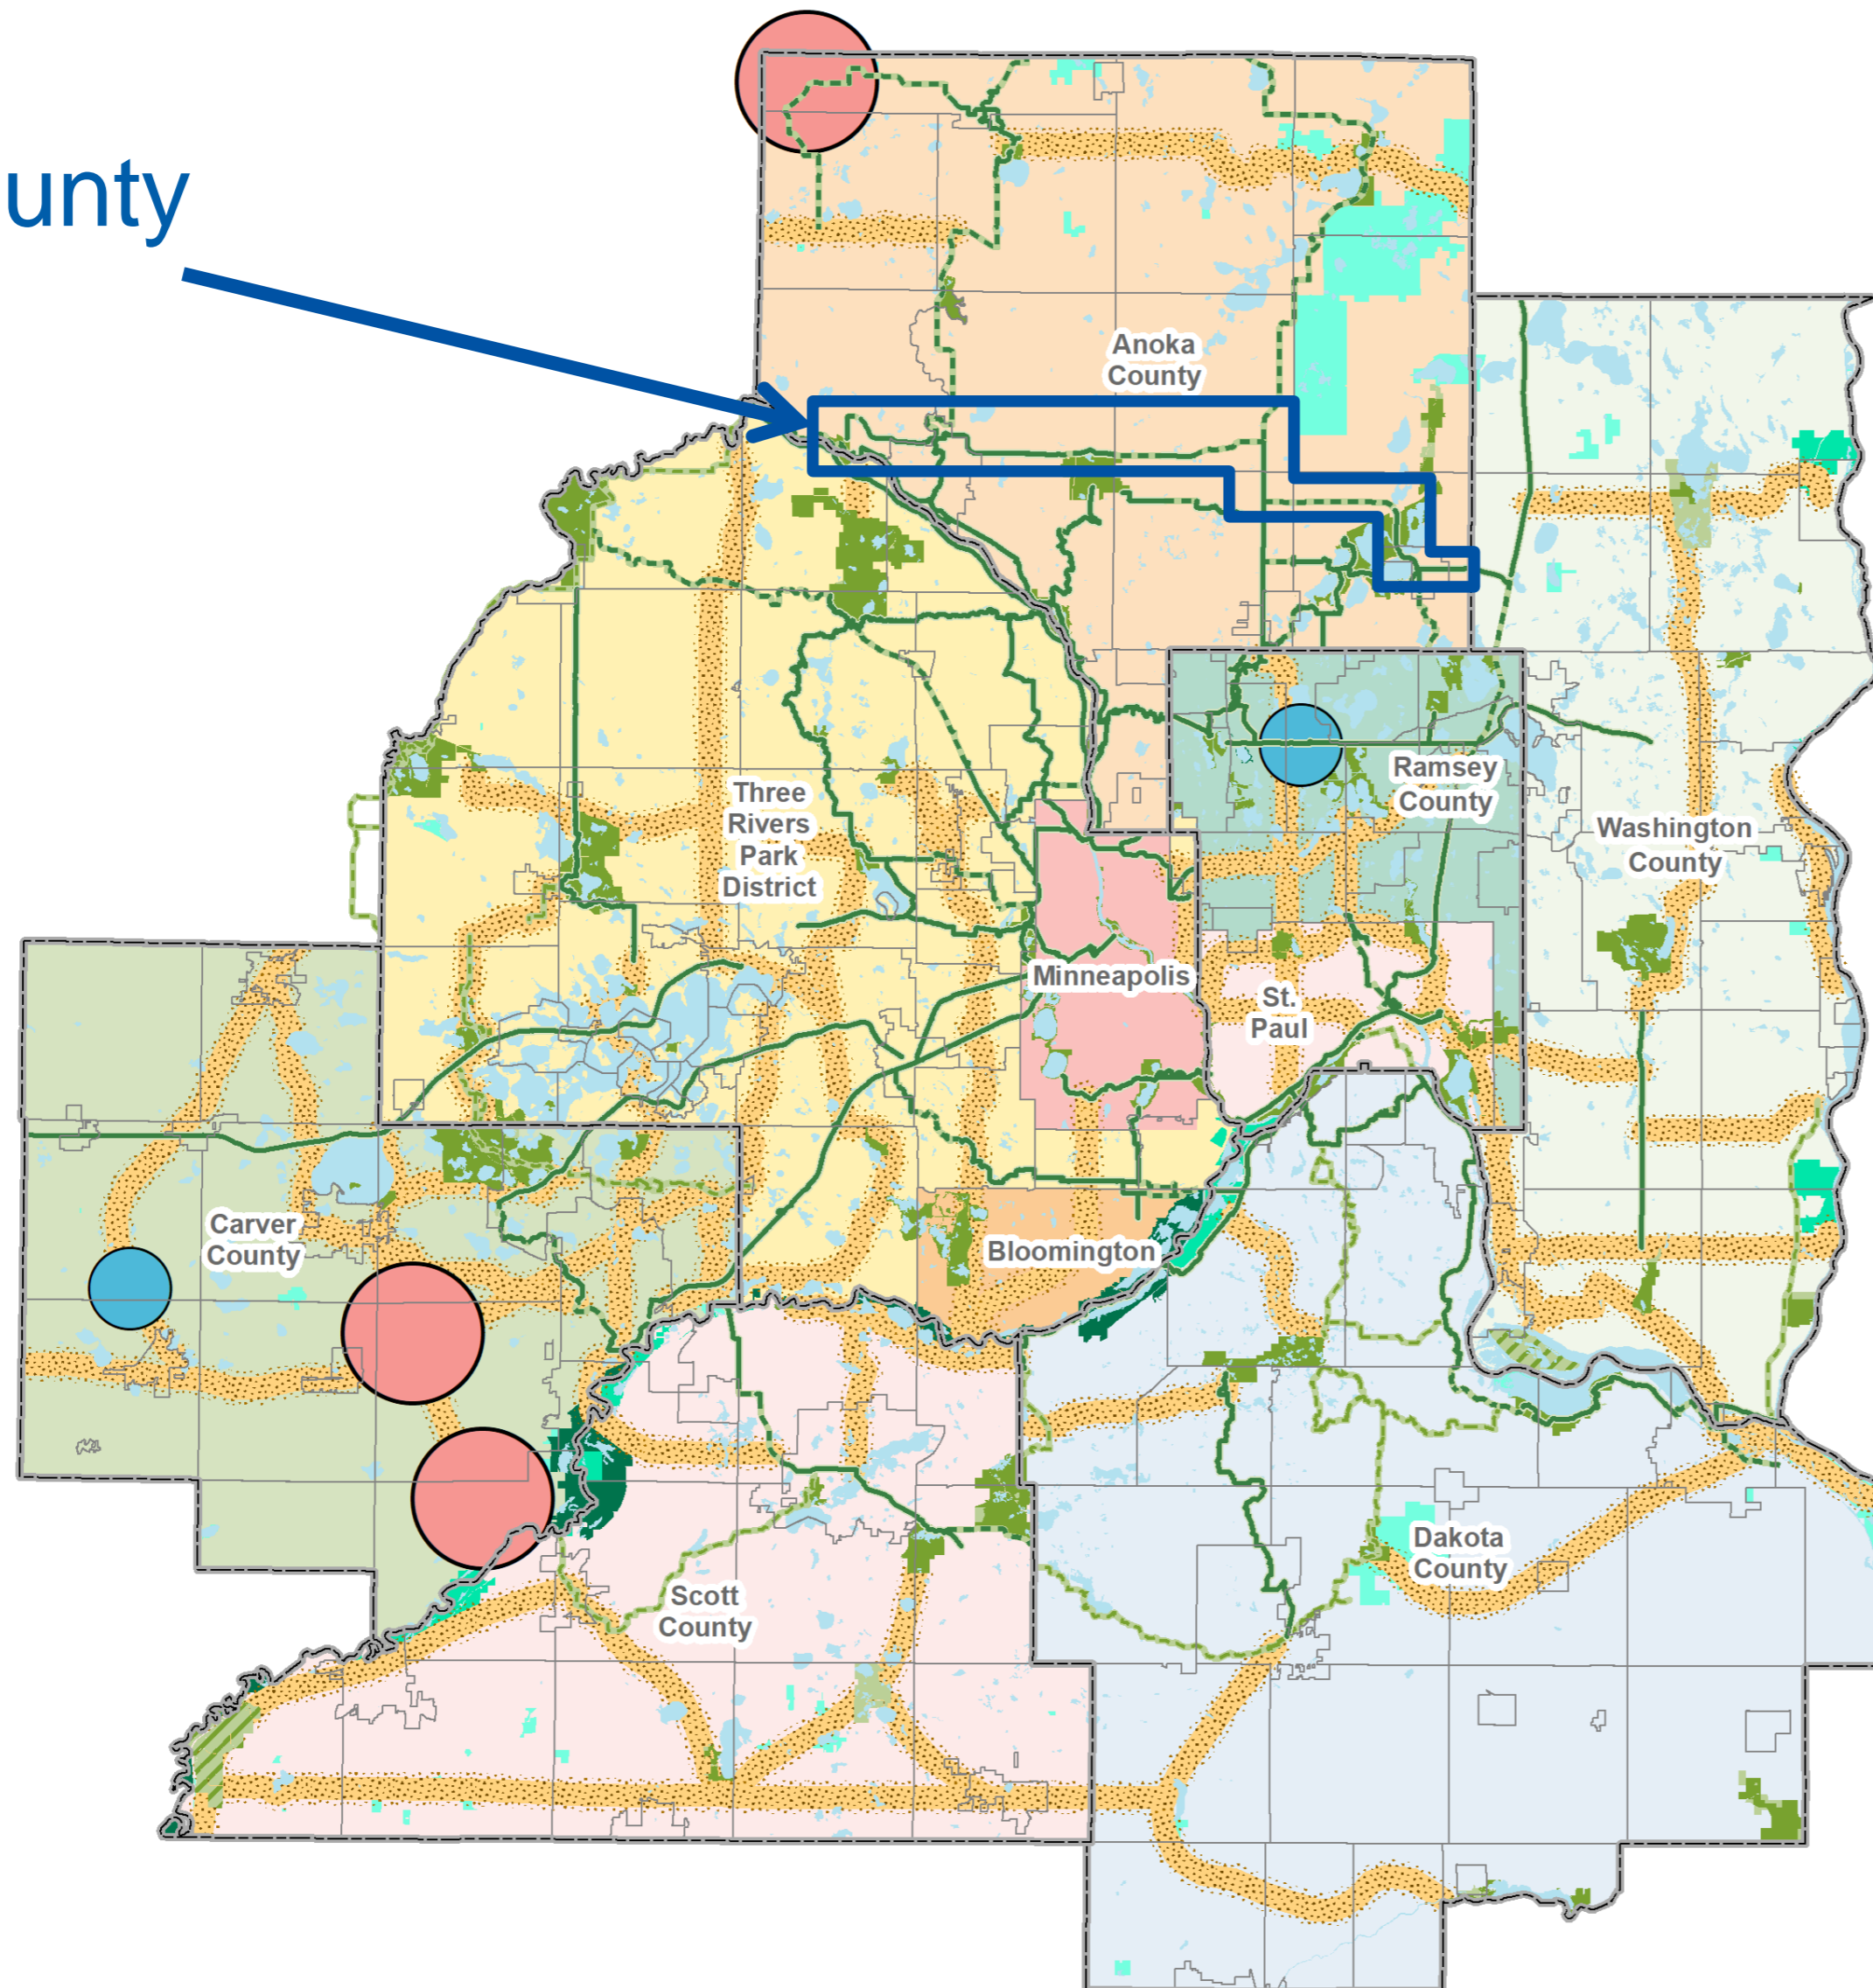 unty
Anoka
County
Three
Rivers
Park
District
Ramsey
County
Washington
County
Minneapolis
St.
Paul
Carver
County
Bloomington
Scott
County
Dakota
County